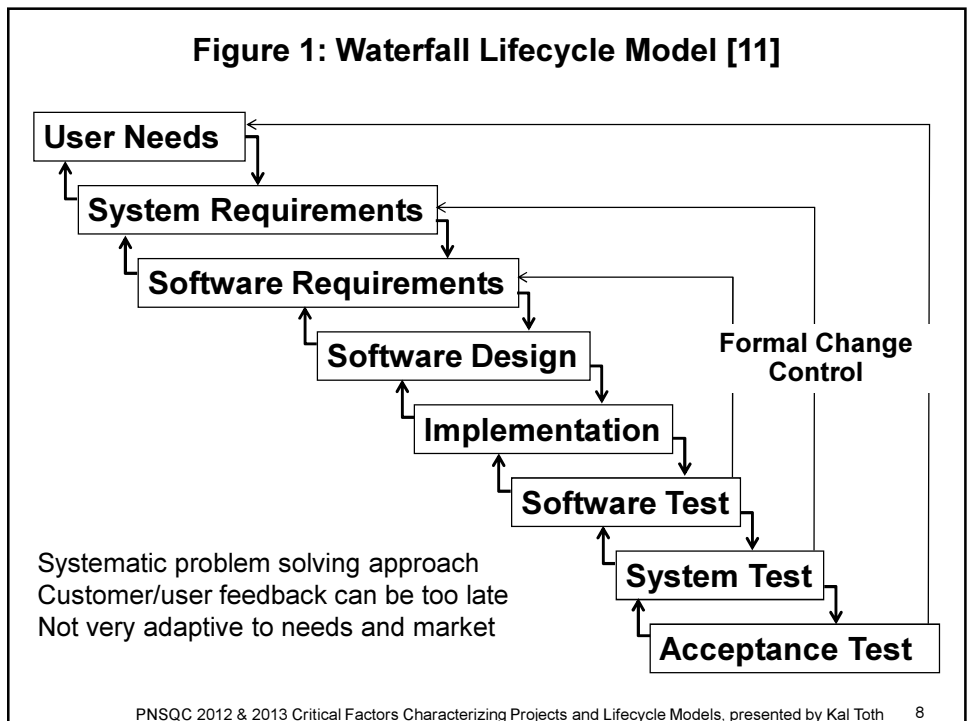 Figure 1: Waterfall Lifecycle Model [11]
User Needs
System Requirements
Software Requirements
Software Design
Formal Change
Control
Implementation
Software Test
System Test
Acceptance Test
Systematic problem solving approach
Customer/user feedback can be too late
Not very adaptive to needs and market
PNSQC 2012 & 2013 Critical Factors Characterizing Projects and Lifecycle Models, presented by Kal Toth 8